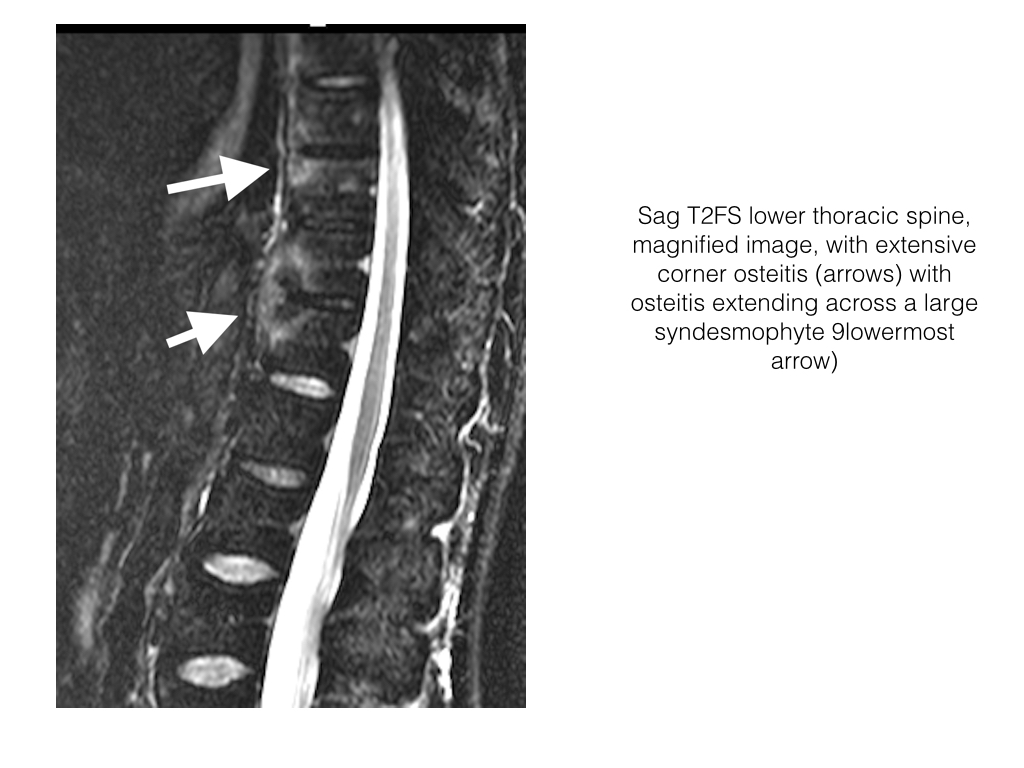 Sag T2FS lower thoracic spine,
magnified image, with extensive
corner osteitis (arrows) with
osteitis extending across a large
syndesmophyte 9lowermost
arrow)